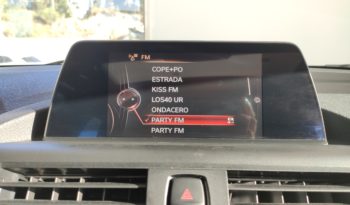 FM
COPE+PO
ESTRADA
KISS FM
LOS40 UR
ONDACERO
PARTY FM
PARTY FM